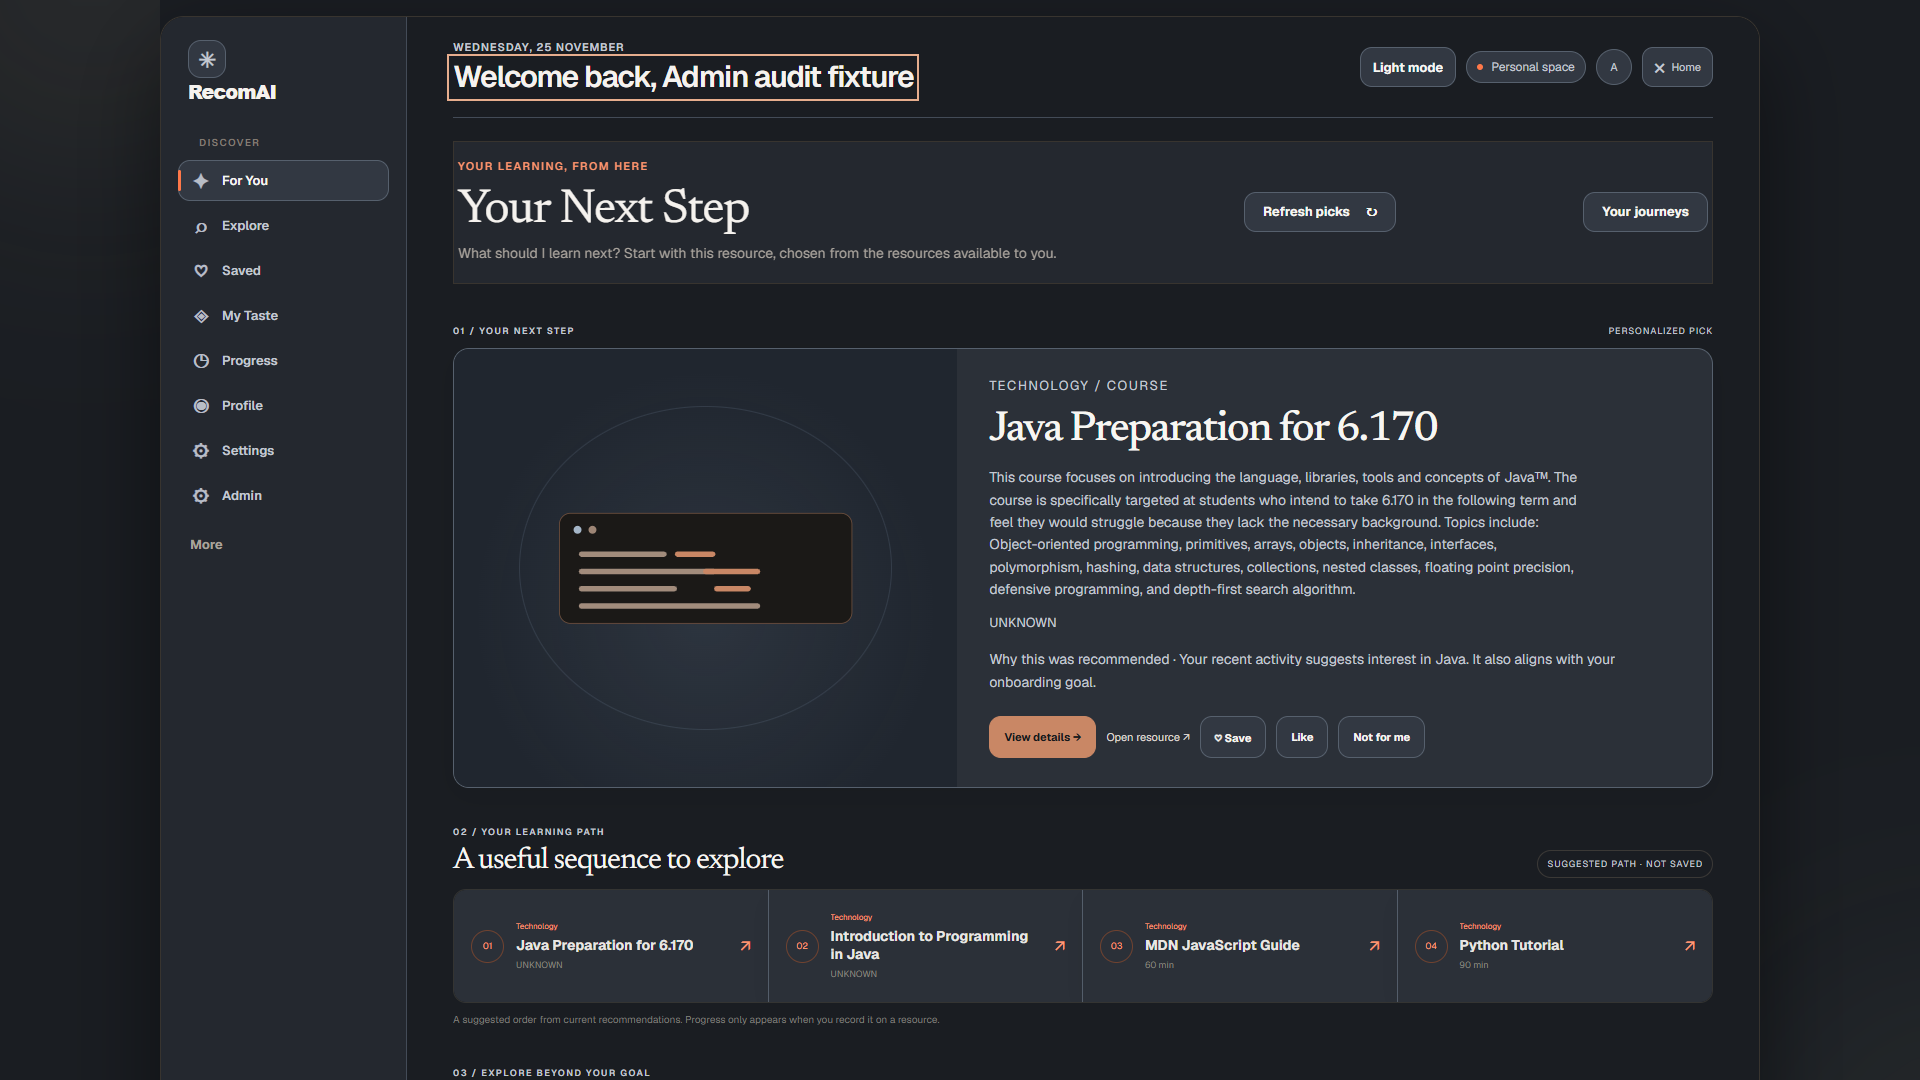 RecomAI
DISCOVER
For You
Explore
Saved
My Taste
Progress
Profile
Settings
Admin
More
WEDNESDAY, 25 NOVEMBER
Welcome back, Admin audit fixture
Light mode
Personal space
A
Home
YOUR LEARNING, FROM HERE
Your Next Step
What should I learn next? Start with this resource, chosen from the resources available to you.
Refresh picks
Your journeys
01 / YOUR NEXT STEP
PERSONALIZED PICK
TECHNOLOGY / COURSE
Java Preparation for 6.170
This course focuses on introducing the language, libraries, tools and concepts of Java™. The
course is specifically targeted at students who intend to take 6.170 in the following term and
feel they would struggle because they lack the necessary background. Topics include:
Object-oriented programming, primitives, arrays, objects, inheritance, interfaces,
polymorphism, hashing, data structures, collections, nested classes, floating point precision,
defensive programming, and depth-first search algorithm.
UNKNOWN
Why this was recommended · Your recent activity suggests interest in Java. It also aligns with your
onboarding goal.
View details →
Open resource ↗
♡ Save
Like
Not for me
02 / YOUR LEARNING PATH
A useful sequence to explore
SUGGESTED PATH · NOT SAVED
01
Technology
Java Preparation for 6.170
UNKNOWN
02
Technology
Introduction to Programming
in Java
UNKNOWN
03
Technology
MDN JavaScript Guide
60 min
04
Technology
Python Tutorial
90 min
A suggested order from current recommendations. Progress only appears when you record it on a resource.
03 / EXPLORE BEYOND YOUR GOAL